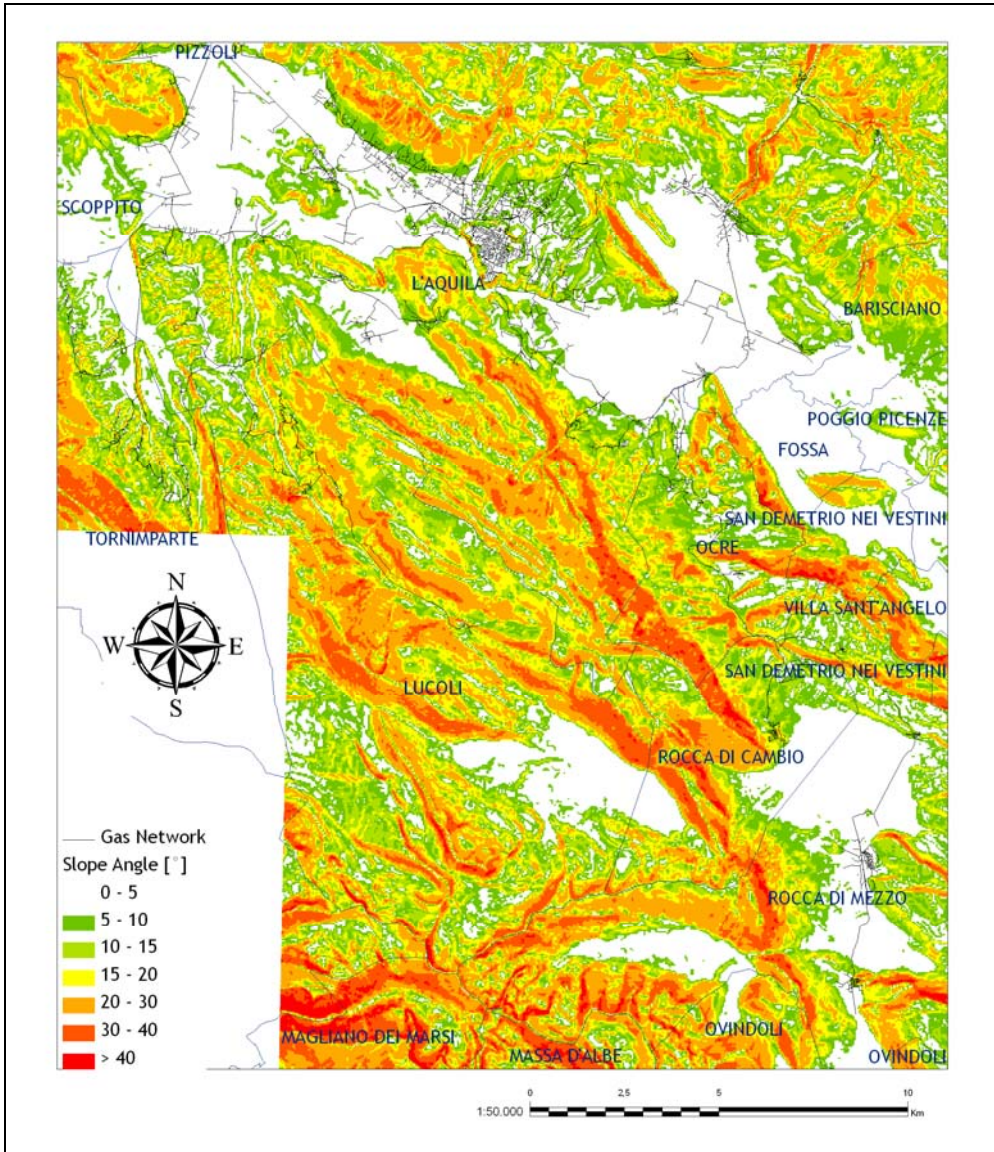 PIZZOLI
SCOPPITO
L'AQUILA
BARISCIANO
POGGIO PICENZE
FOSSA
SAN DEMETRIO NEI VESTINI
TORNIMPARTE
OCRE
N
VILLA SANT'ANGELO
W E
SAN DEMETRIO NEI VESTINI
S
LUCOLI
ROCCA DI CAMBIO
Gas Network
Slope Angle [°]
0 - 5
5 - 10
10 - 15
15 - 20
20 - 30
30 - 40
> 40
ROCCA DI MEZZO
MAGLIANO DEI MARSI
OVINDOLI
MASSA D'ALBE
OVINDOLI
0 2,5 5 10
1:50.000
Km